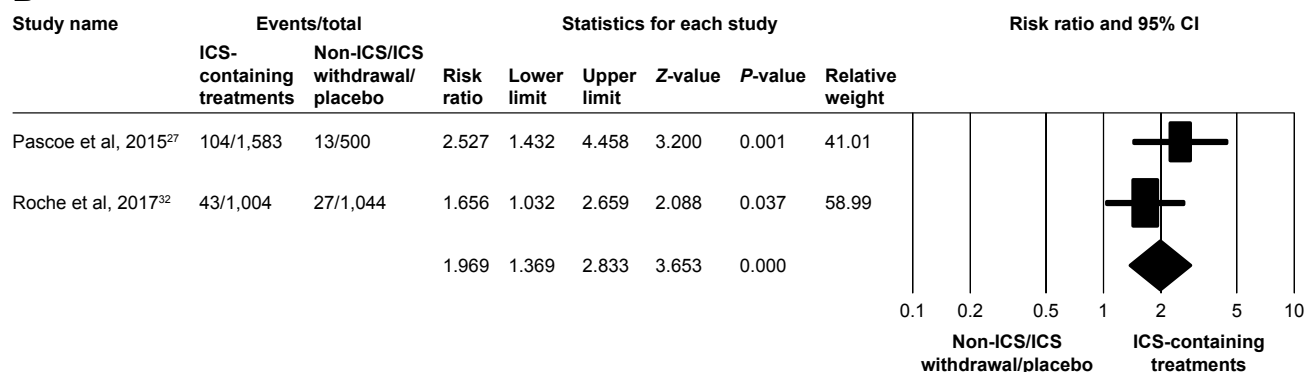 Study name Events/total Statistics for each study Risk ratio and 95% CI
ICS-containing treatments Non-ICS/ICS withdrawal/placebo Risk ratio Lower limit Upper limit Z-value P-value Relative weight
Pascoe et al, 2015²⁷ 104/1,583 13/500 2.527 1.432 4.458 3.200 0.001 41.01
Roche et al, 2017³² 43/1,004 27/1,044 1.656 1.032 2.659 2.088 0.037 58.99
1.969 1.369 2.833 3.653 0.000
0.1 0.2 0.5 1 2 5 10
Non-ICS/ICS ICS-containing
withdrawal/placebo treatments